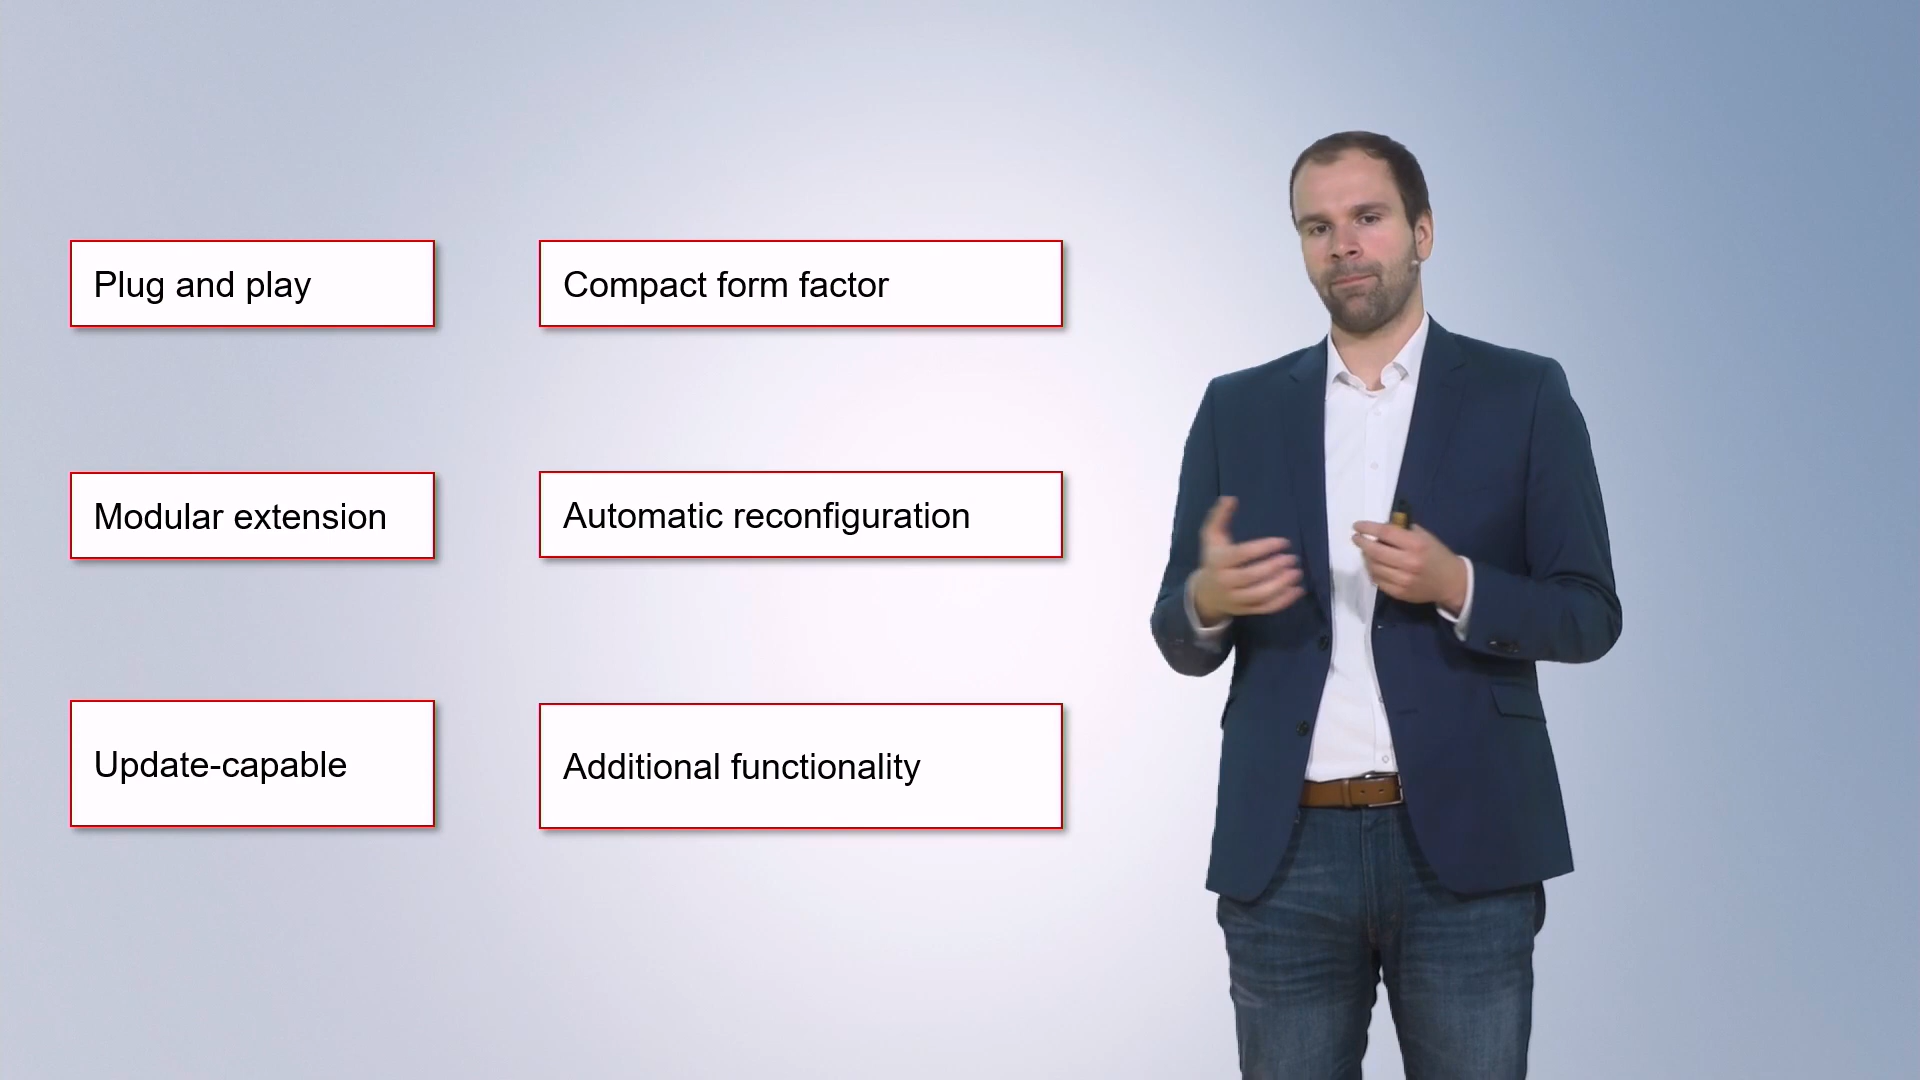 Plug and play
Compact form factor
Modular extension
Automatic reconfiguration
Update-capable
Additional functionality